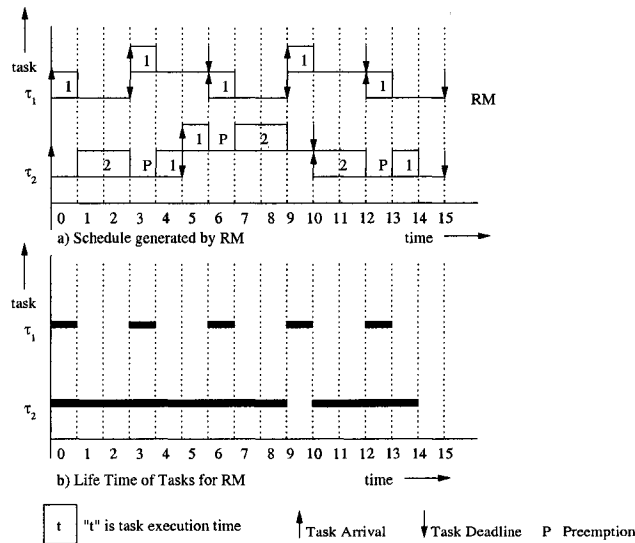 task
τ1
1 1 1 1 1
RM
τ2
2 P 1 1 P 2 2 P 1
0 1 2 3 4 5 6 7 8 9 10 11 12 13 14 15
a) Schedule generated by RM
time
task
τ1
τ2
0 1 2 3 4 5 6 7 8 9 10 11 12 13 14 15
b) Life Time of Tasks for RM
time
t "t" is task execution time Task Arrival Task Deadline P Preemption